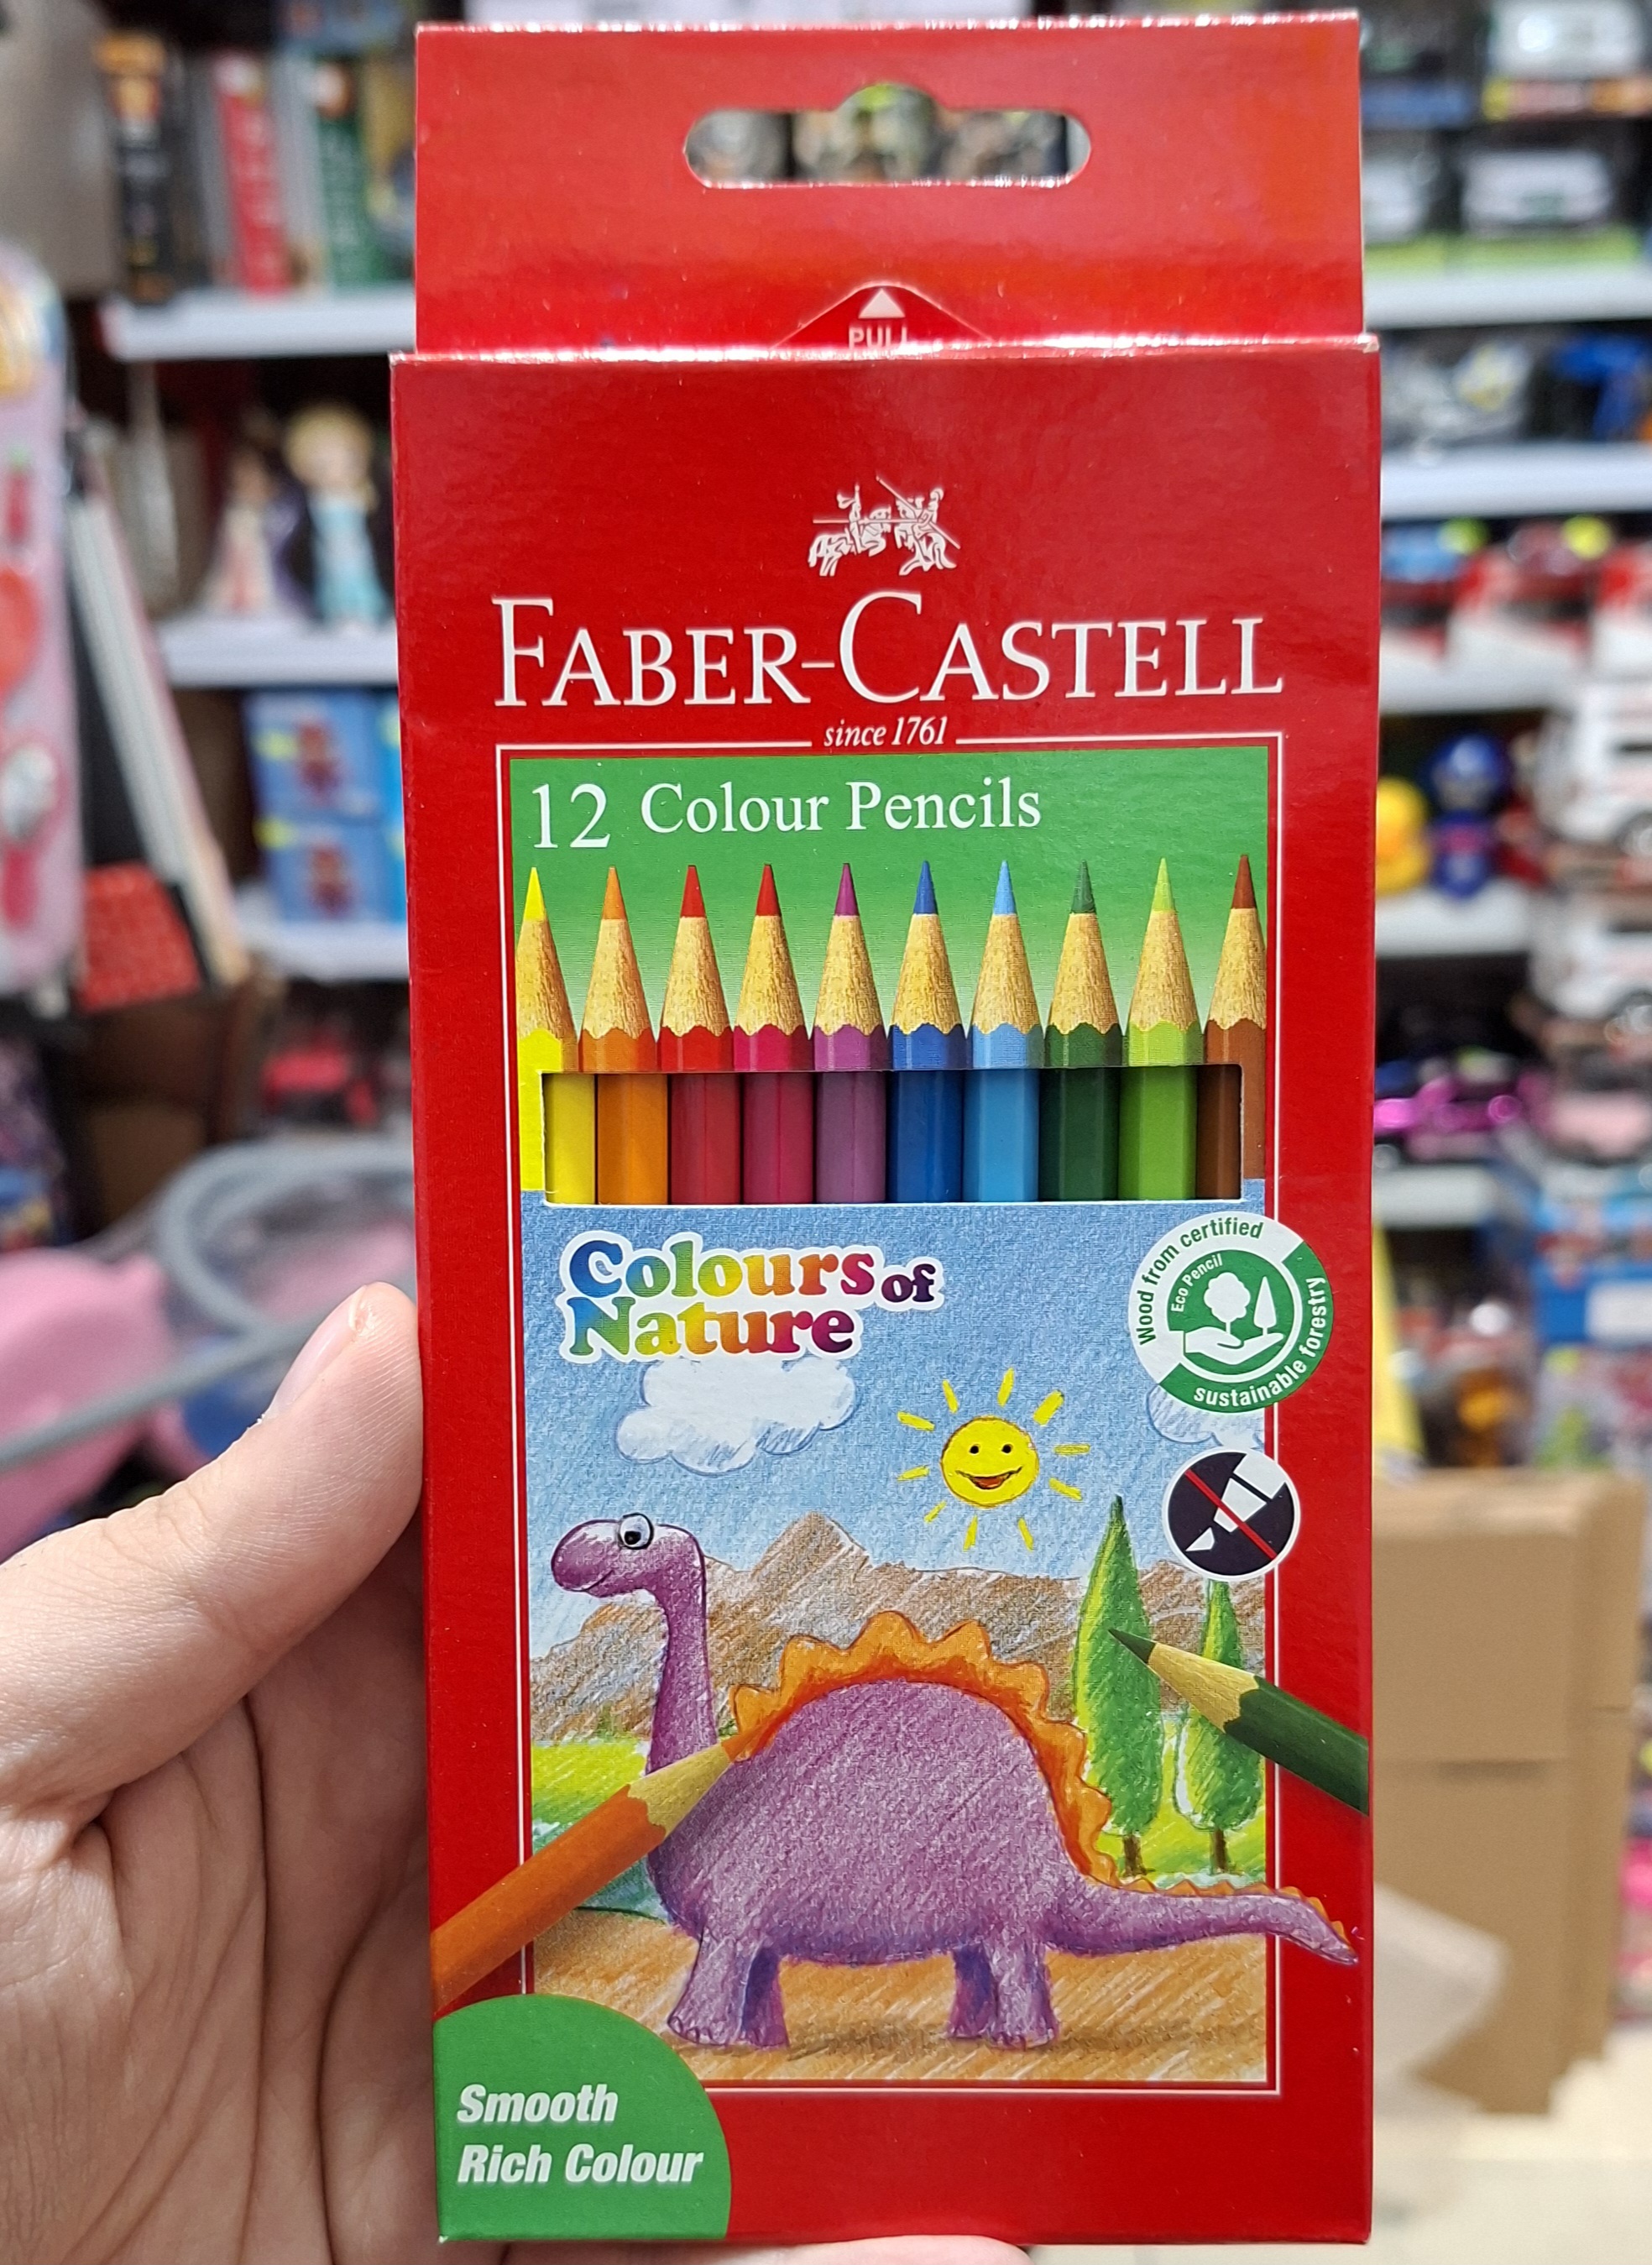 PULL
FABER-CASTELL
since 1761
12 Colour Pencils
Colours of
Nature
Wood from certified
sustainable forestry
Eco Pencil
Smooth
Rich Colour